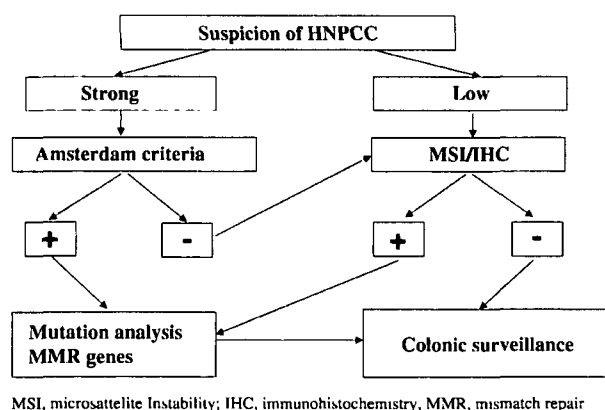 Suspicion of HNPCC
Strong
Low
Amsterdam criteria
MSI/IHC
+
-
+
-
Mutation analysis
MMR genes
Colonic surveillance
MSI, microsattelite Instability; IHC, immunohistochemistry, MMR, mismatch repair